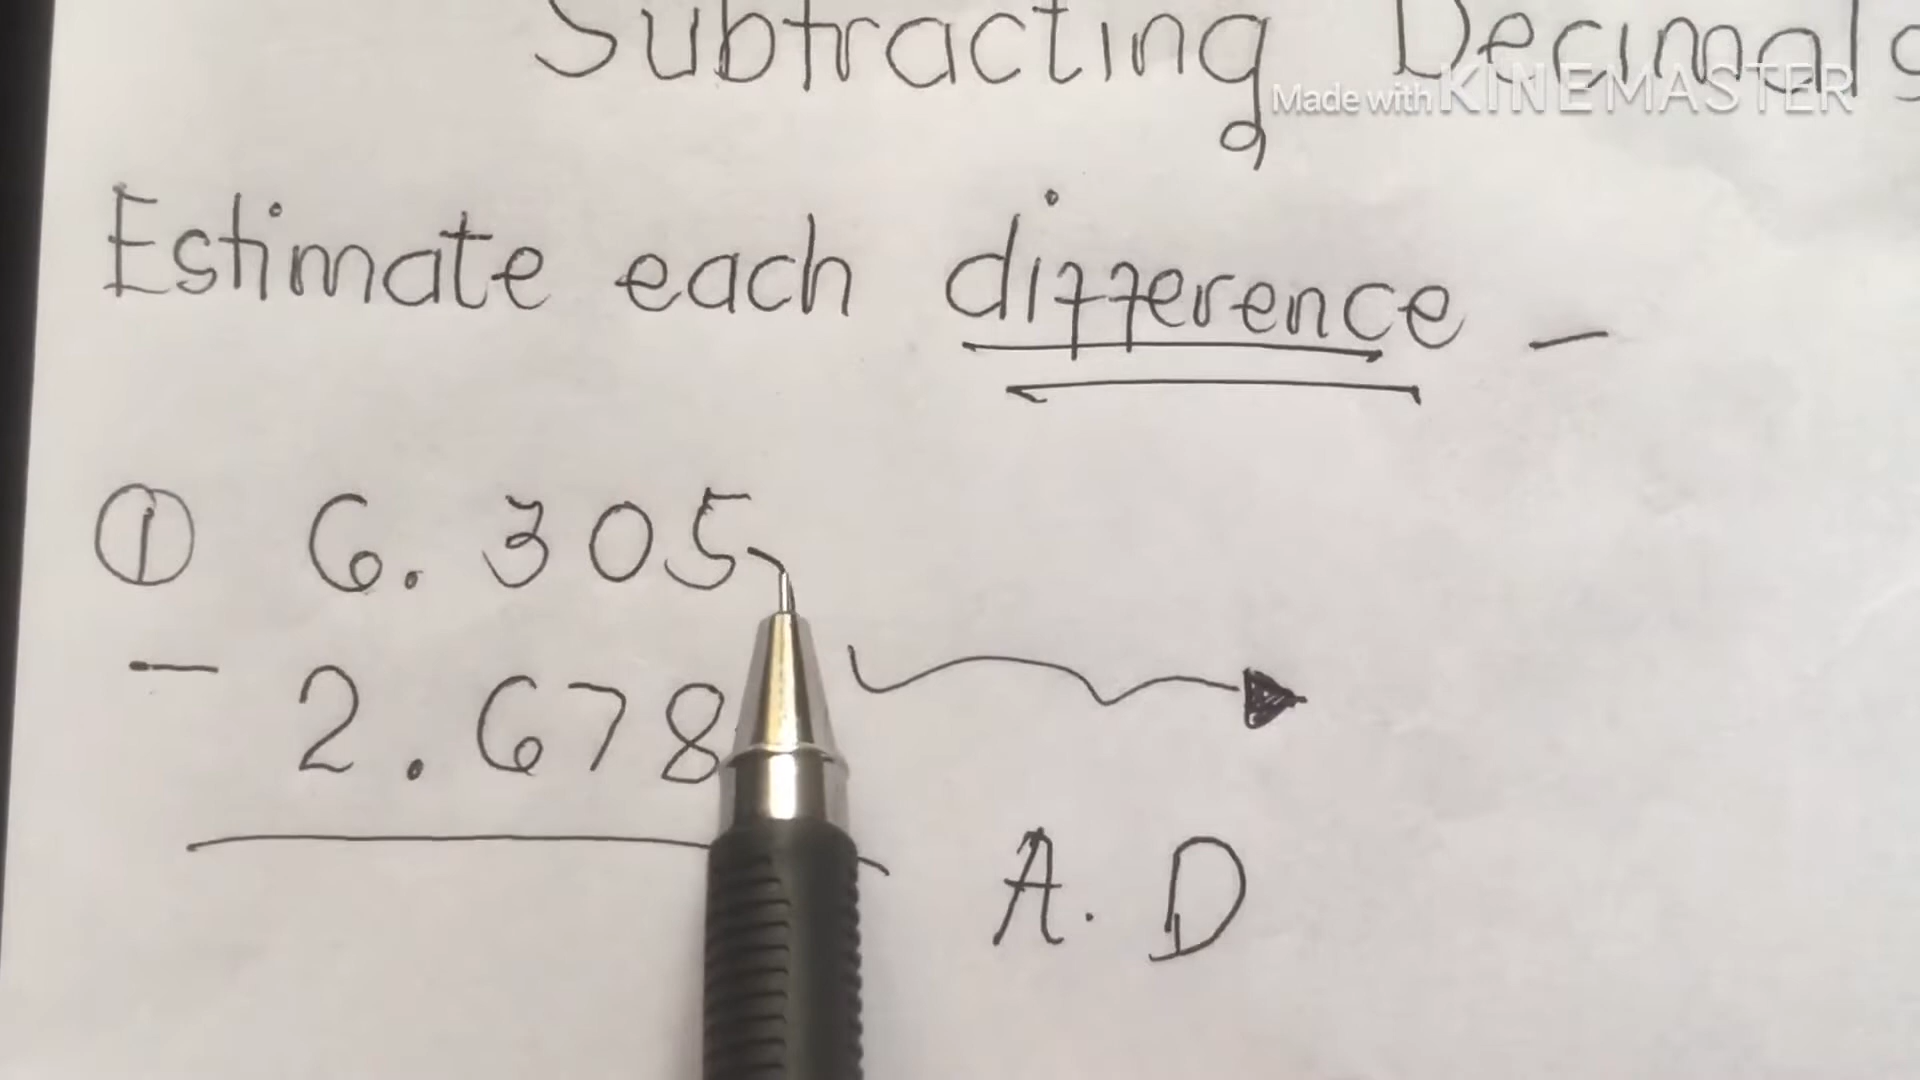 Subtracting Decimals
Made with KINEMASTER
Estimate each difference –
① 6.305
– 2.678
A. D